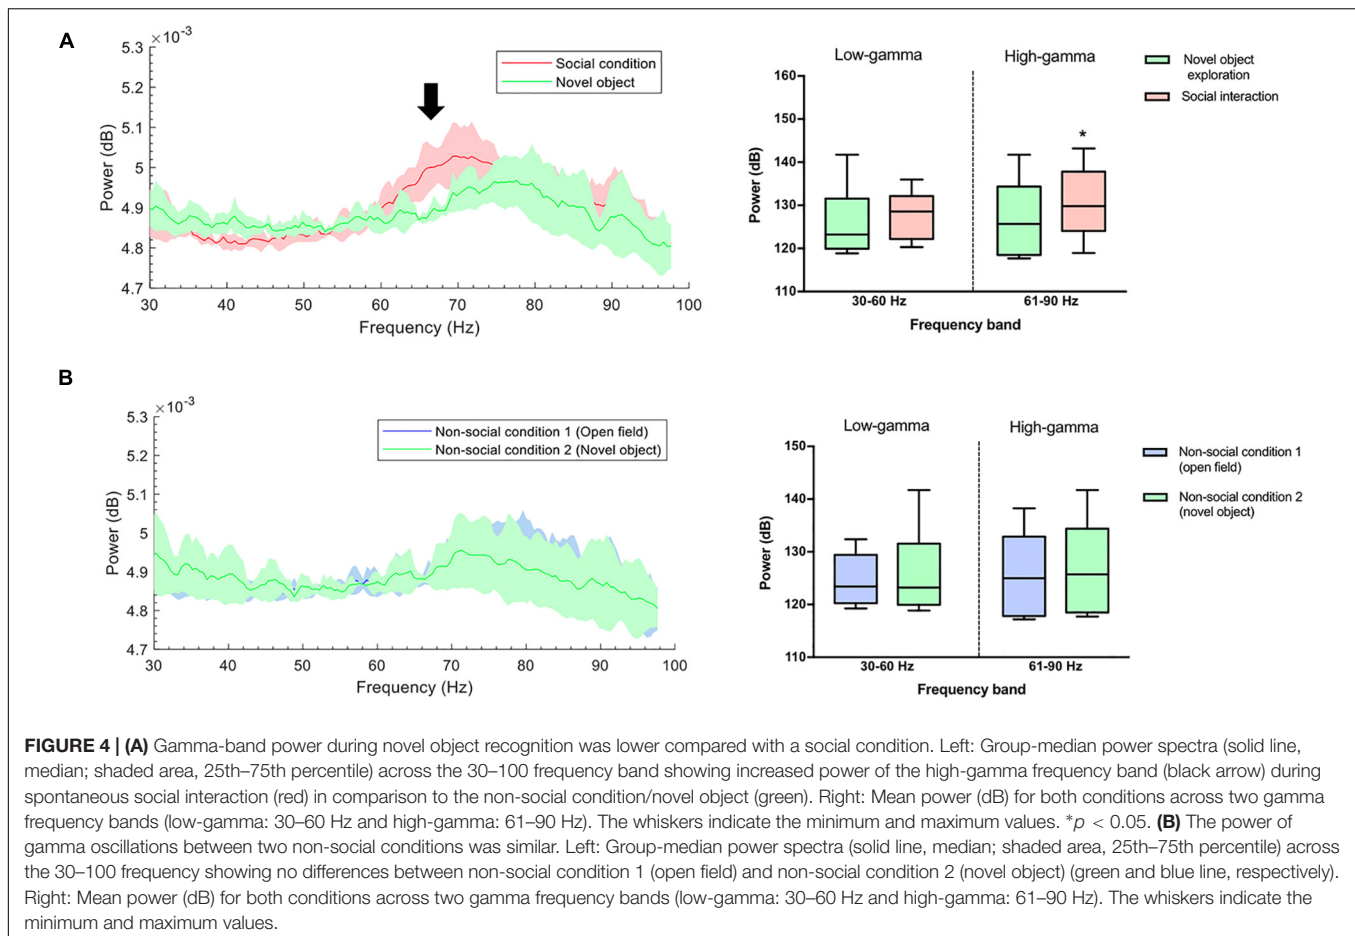 A
×10⁻³
5.3
5.2
5.1
5
4.9
4.8
4.7
Power (dB)
30 40 50 60 70 80 90 100
Frequency (Hz)
Social condition
Novel object
Low-gamma High-gamma
160
150
140
130
120
110
Power (dB)
*
30-60 Hz 61-90 Hz
Frequency band
Novel object
exploration
Social interaction
B
×10⁻³
5.3
5.2
5.1
5
4.9
4.8
4.7
Power (dB)
30 40 50 60 70 80 90 100
Frequency (Hz)
Non-social condition 1 (Open field)
Non-social condition 2 (Novel object)
Low-gamma High-gamma
150
140
130
120
110
Power (dB)
30-60 Hz 61-90 Hz
Frequency band
Non-social condition 1
(open field)
Non-social condition 2
(novel object)
FIGURE 4 | (A) Gamma-band power during novel object recognition was lower compared with a social condition. Left: Group-median power spectra (solid line,
median; shaded area, 25th–75th percentile) across the 30–100 frequency band showing increased power of the high-gamma frequency band (black arrow) during
spontaneous social interaction (red) in comparison to the non-social condition/novel object (green). Right: Mean power (dB) for both conditions across two gamma
frequency bands (low-gamma: 30–60 Hz and high-gamma: 61–90 Hz). The whiskers indicate the minimum and maximum values. *p < 0.05. (B) The power of
gamma oscillations between two non-social conditions was similar. Left: Group-median power spectra (solid line, median; shaded area, 25th–75th percentile) across
the 30–100 frequency showing no differences between non-social condition 1 (open field) and non-social condition 2 (novel object) (green and blue line, respectively).
Right: Mean power (dB) for both conditions across two gamma frequency bands (low-gamma: 30–60 Hz and high-gamma: 61–90 Hz). The whiskers indicate the
minimum and maximum values.